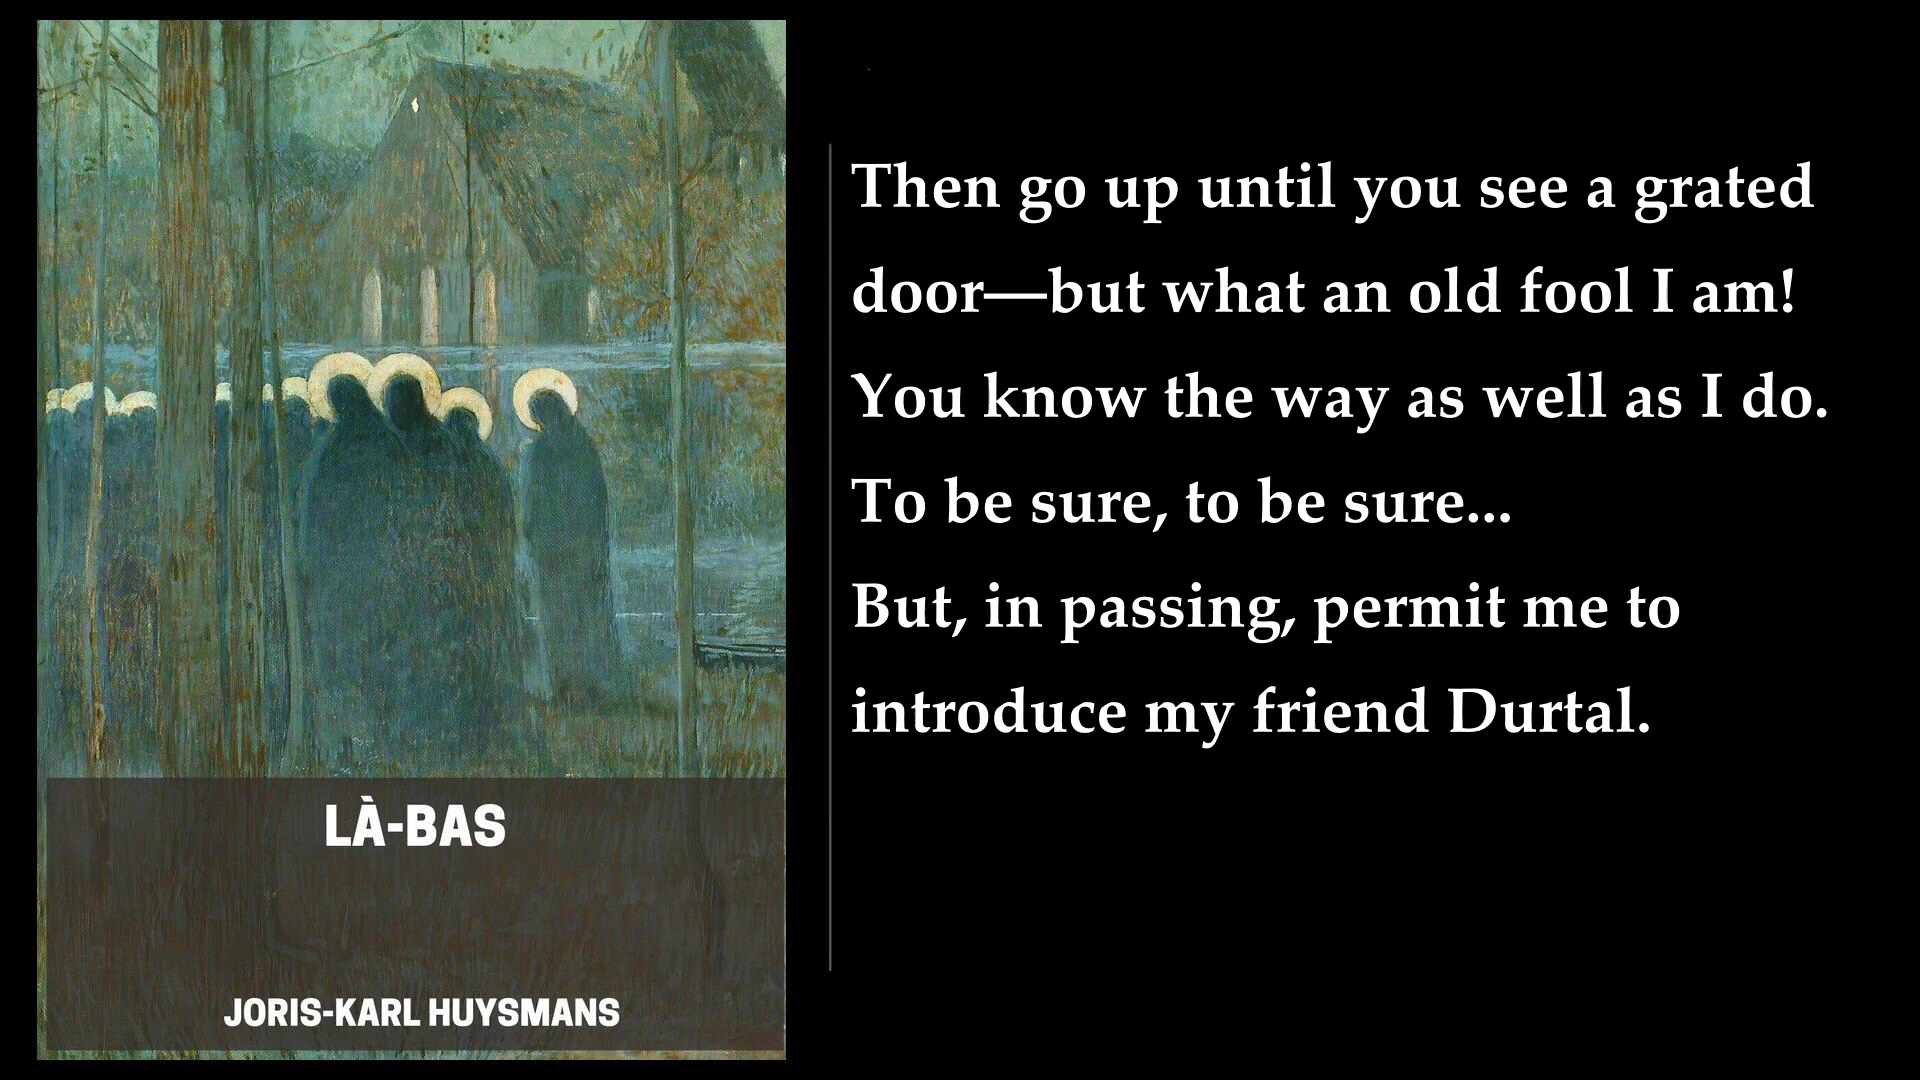 LÀ-BAS
JORIS-KARL HUYSMANS
Then go up until you see a grated
door—but what an old fool I am!
You know the way as well as I do.
To be sure, to be sure...
But, in passing, permit me to
introduce my friend Durtal.